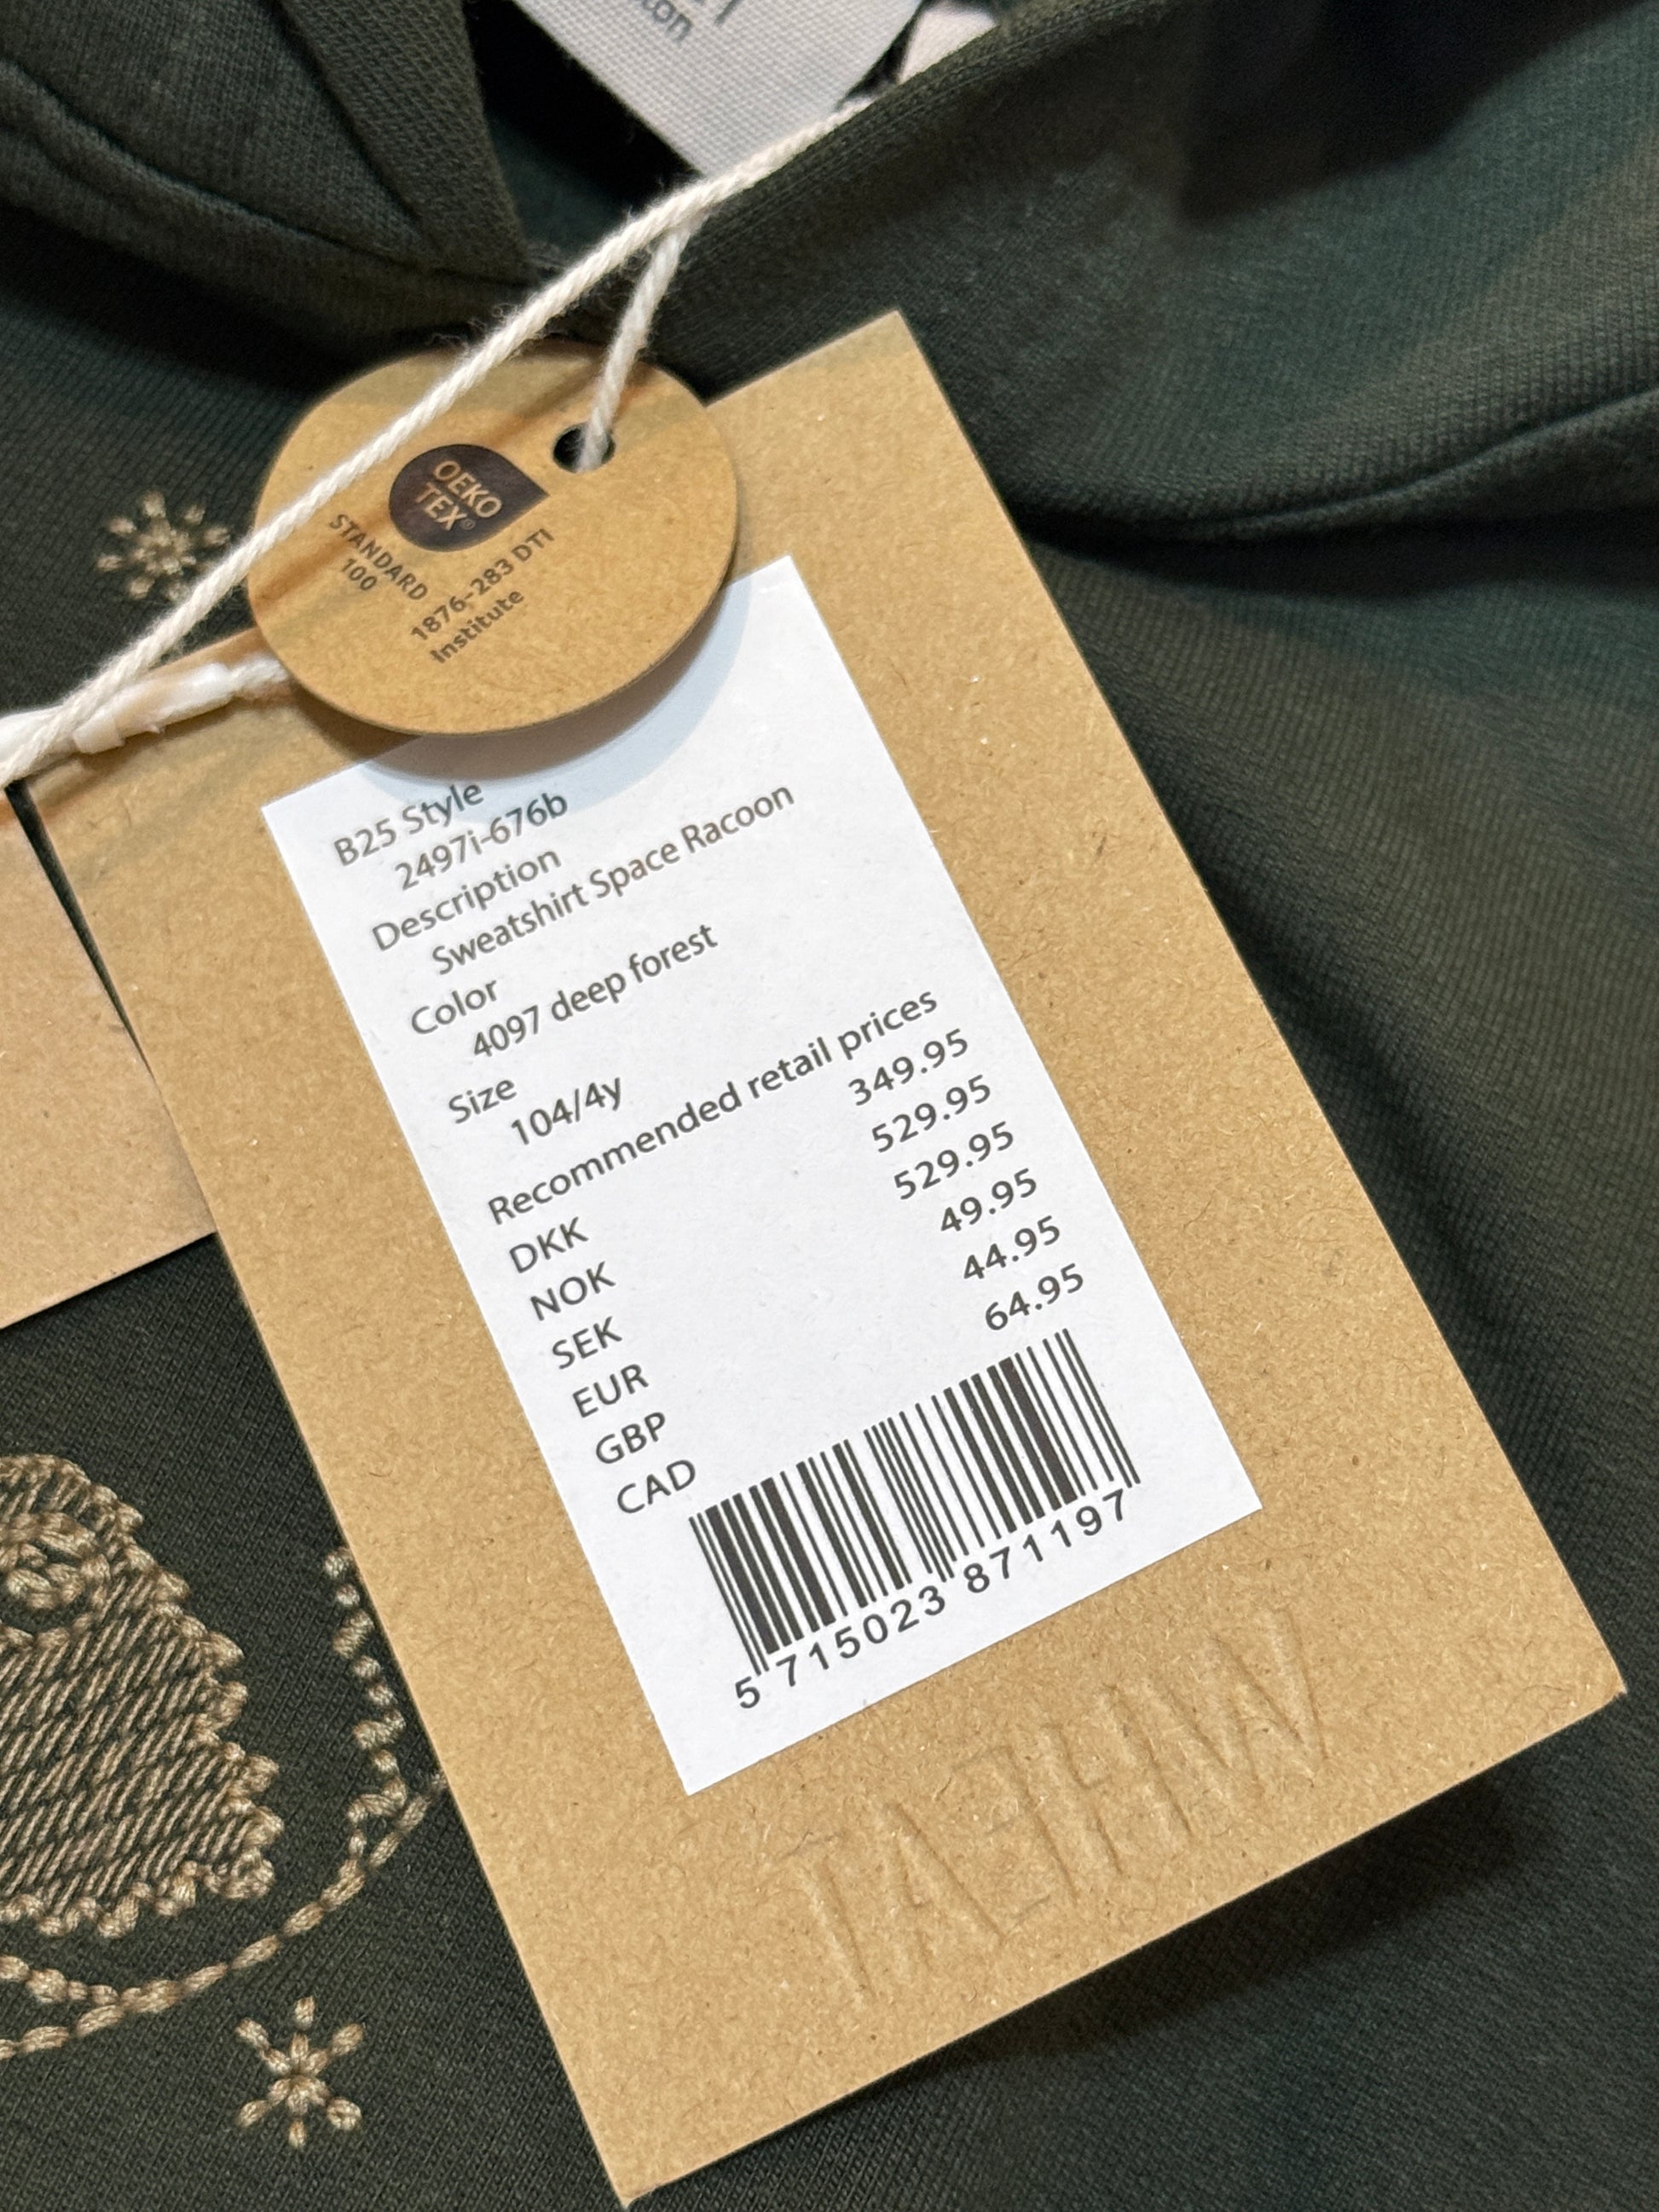 ton
OEKO
TEX®
STANDARD
100
1876-283 DTI
Institute
B25 Style
2497i-676b
Description
Sweatshirt Space Racoon
Color
4097 deep forest
Size
104/4y
Recommended retail prices
DKK 349.95
NOK 529.95
SEK 529.95
EUR 49.95
GBP 44.95
CAD 64.95
5 715023 871197
WHEAT